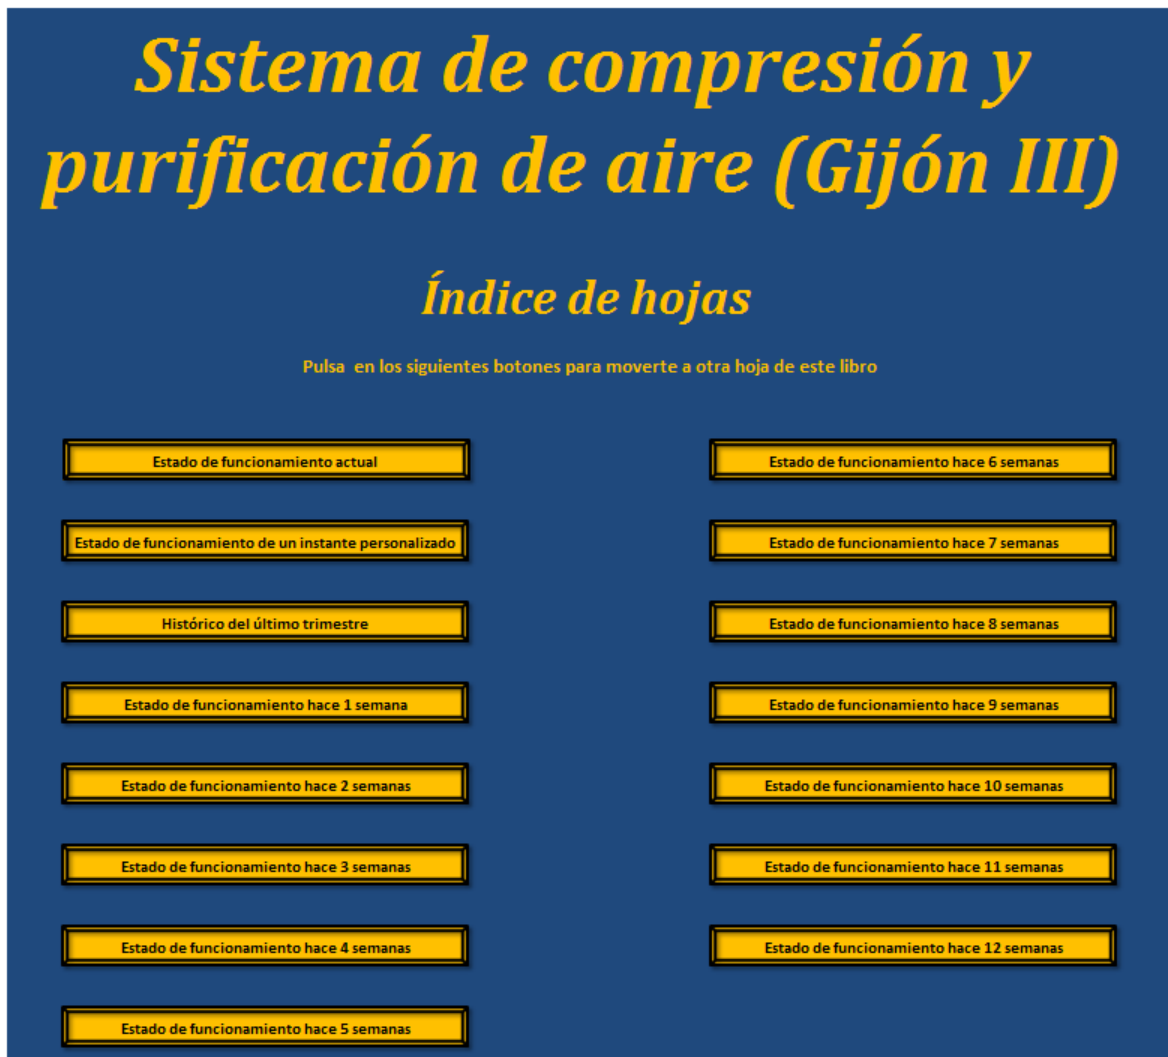 Sistema de compresión y
purificación de aire (Gijón III)
Índice de hojas
Pulsa en los siguientes botones para moverte a otra hoja de este libro
Estado de funcionamiento actual
Estado de funcionamiento de un instante personalizado
Histórico del último trimestre
Estado de funcionamiento hace 1 semana
Estado de funcionamiento hace 2 semanas
Estado de funcionamiento hace 3 semanas
Estado de funcionamiento hace 4 semanas
Estado de funcionamiento hace 5 semanas
Estado de funcionamiento hace 6 semanas
Estado de funcionamiento hace 7 semanas
Estado de funcionamiento hace 8 semanas
Estado de funcionamiento hace 9 semanas
Estado de funcionamiento hace 10 semanas
Estado de funcionamiento hace 11 semanas
Estado de funcionamiento hace 12 semanas